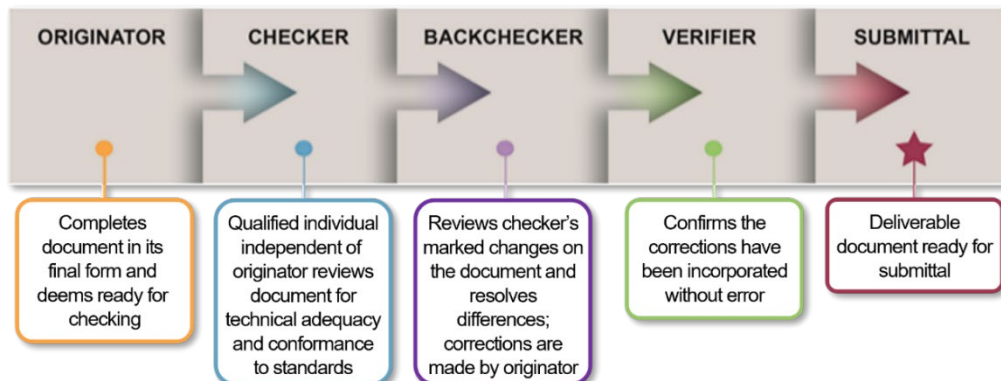 ORIGINATOR
CHECKER
BACKCHECKER
VERIFIER
SUBMITTAL
Completes
document in its
final form and
deems ready for
checking
Qualified individual
independent of
originator reviews
document for
technical adequacy
and conformance
to standards
Reviews checker's
marked changes on
the document and
resolves
differences;
corrections are
made by originator
Confirms the
corrections have
been incorporated
without error
Deliverable
document ready for
submittal